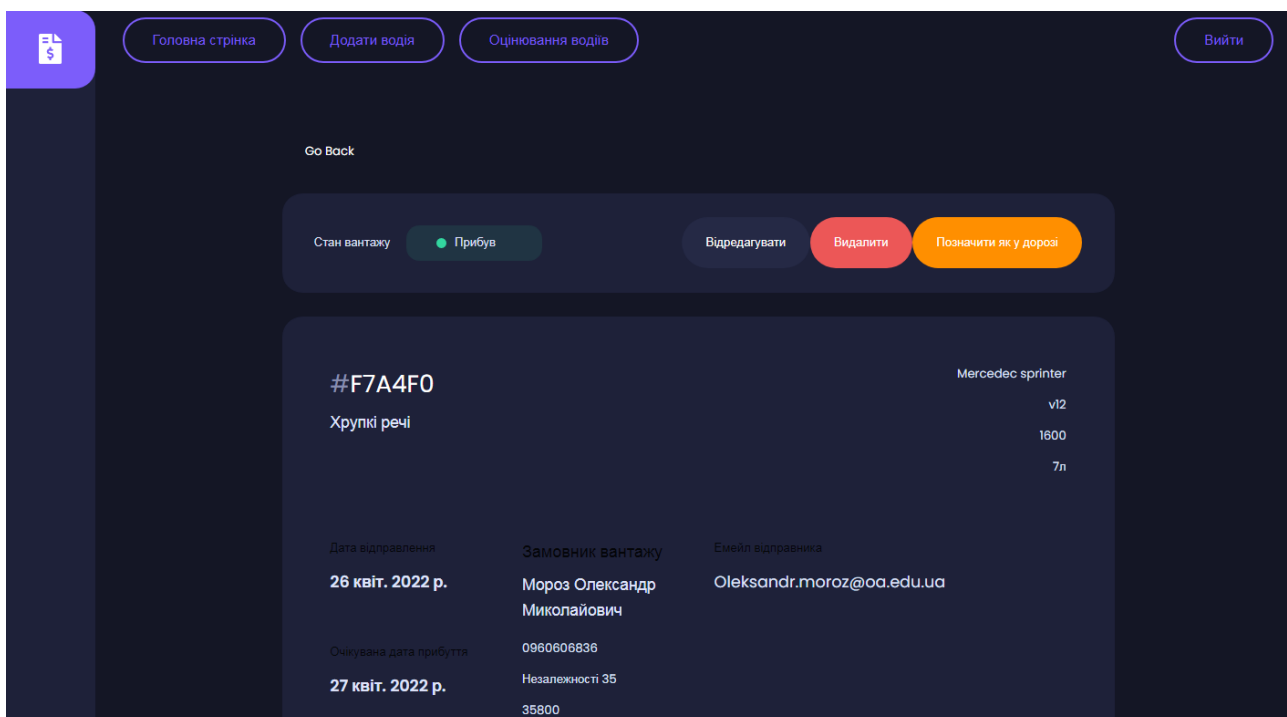 Головна стрінка
Додати водія
Оцінювання водіїв
Вийти
Go Back
Стан вантажу
Прибув
Відредагувати
Видалити
Позначити як у дорозі
#F7A4F0
Хрупкі речі
Mercedec sprinter
v12
1600
7л
Дата відправлення
26 квіт. 2022 р.
Очікувана дата прибуття
27 квіт. 2022 р.
Замовник вантажу
Мороз Олександр
Миколайович
0960606836
Незалежності 35
35800
Емейл відправника
Oleksandr.moroz@oa.edu.ua